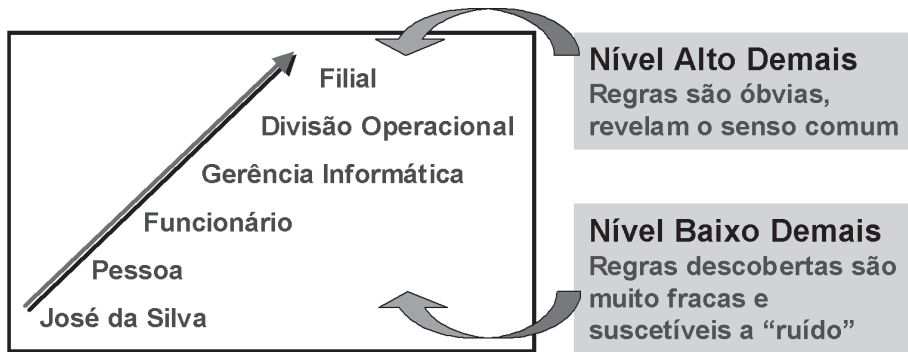 Filial
Divisão Operacional
Gerência Informática
Funcionário
Pessoa
José da Silva
Nível Alto Demais
Regras são óbvias,
revelam o senso comum
Nível Baixo Demais
Regras descobertas são
muito fracas e
suscetíveis a “ruído”